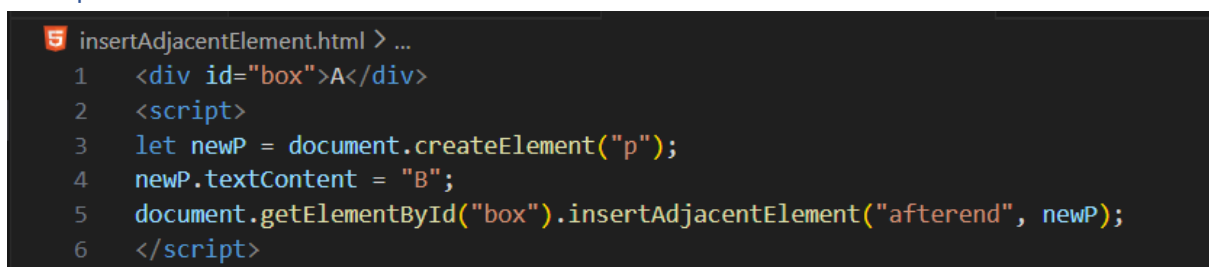 insertAdjacentElement.html > ...
1 <div id="box">A</div>
2 <script>
3 let newP = document.createElement("p");
4 newP.textContent = "B";
5 document.getElementById("box").insertAdjacentElement("afterend", newP);
6 </script>